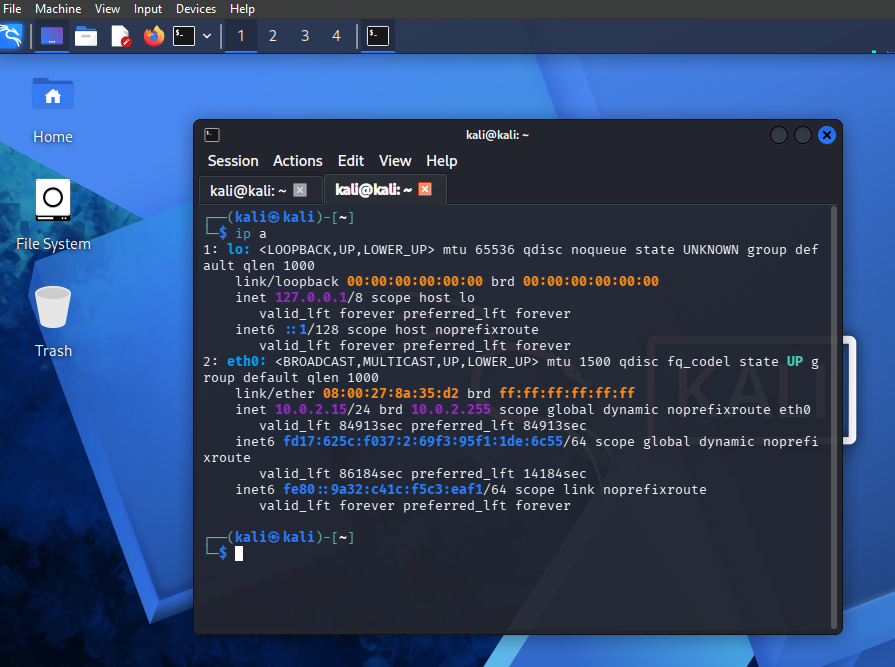 File Machine View Input Devices Help
1 2 3 4
Home
File System
Trash
kali@kali: ~
Session Actions Edit View Help
kali@kali: ~ kali@kali: ~
┌──(kali㉿kali)-[~]
└─$ ip a
1: lo: <LOOPBACK,UP,LOWER_UP> mtu 65536 qdisc noqueue state UNKNOWN group def
ault qlen 1000
    link/loopback 00:00:00:00:00:00 brd 00:00:00:00:00:00
    inet 127.0.0.1/8 scope host lo
       valid_lft forever preferred_lft forever
    inet6 ::1/128 scope host noprefixroute
       valid_lft forever preferred_lft forever
2: eth0: <BROADCAST,MULTICAST,UP,LOWER_UP> mtu 1500 qdisc fq_codel state UP g
roup default qlen 1000
    link/ether 08:00:27:8a:35:d2 brd ff:ff:ff:ff:ff:ff
    inet 10.0.2.15/24 brd 10.0.2.255 scope global dynamic noprefixroute eth0
       valid_lft 84913sec preferred_lft 84913sec
    inet6 fd17:625c:f037:2:69f3:95f1:1de:6c55/64 scope global dynamic noprefi
xroute
       valid_lft 86184sec preferred_lft 14184sec
    inet6 fe80::9a32:c41c:f5c3:eaf1/64 scope link noprefixroute
       valid_lft forever preferred_lft forever
┌──(kali㉿kali)-[~]
└─$
KALI